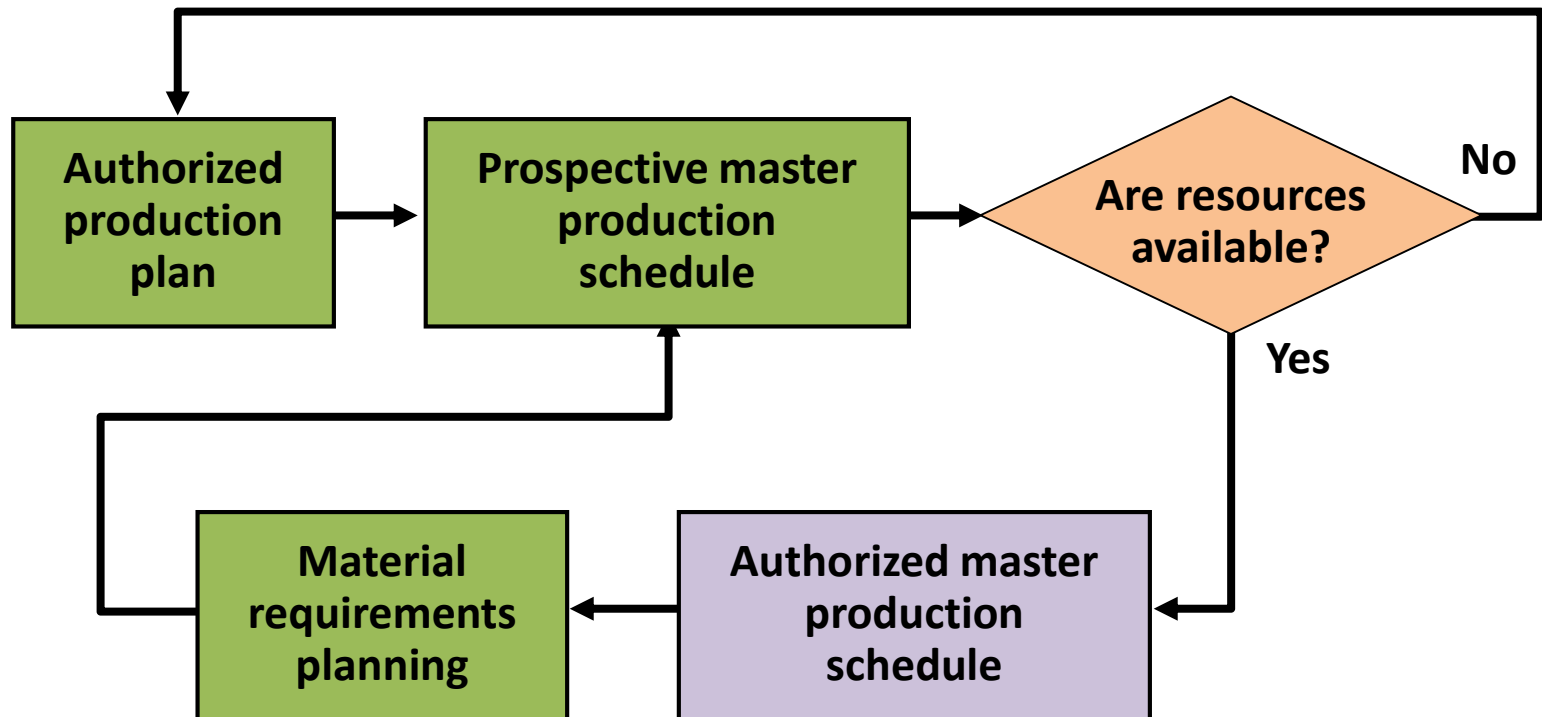 Authorized
production
plan
Prospective master
production
schedule
Are resources
available?
No
Yes
Material
requirements
planning
Authorized master
production
schedule